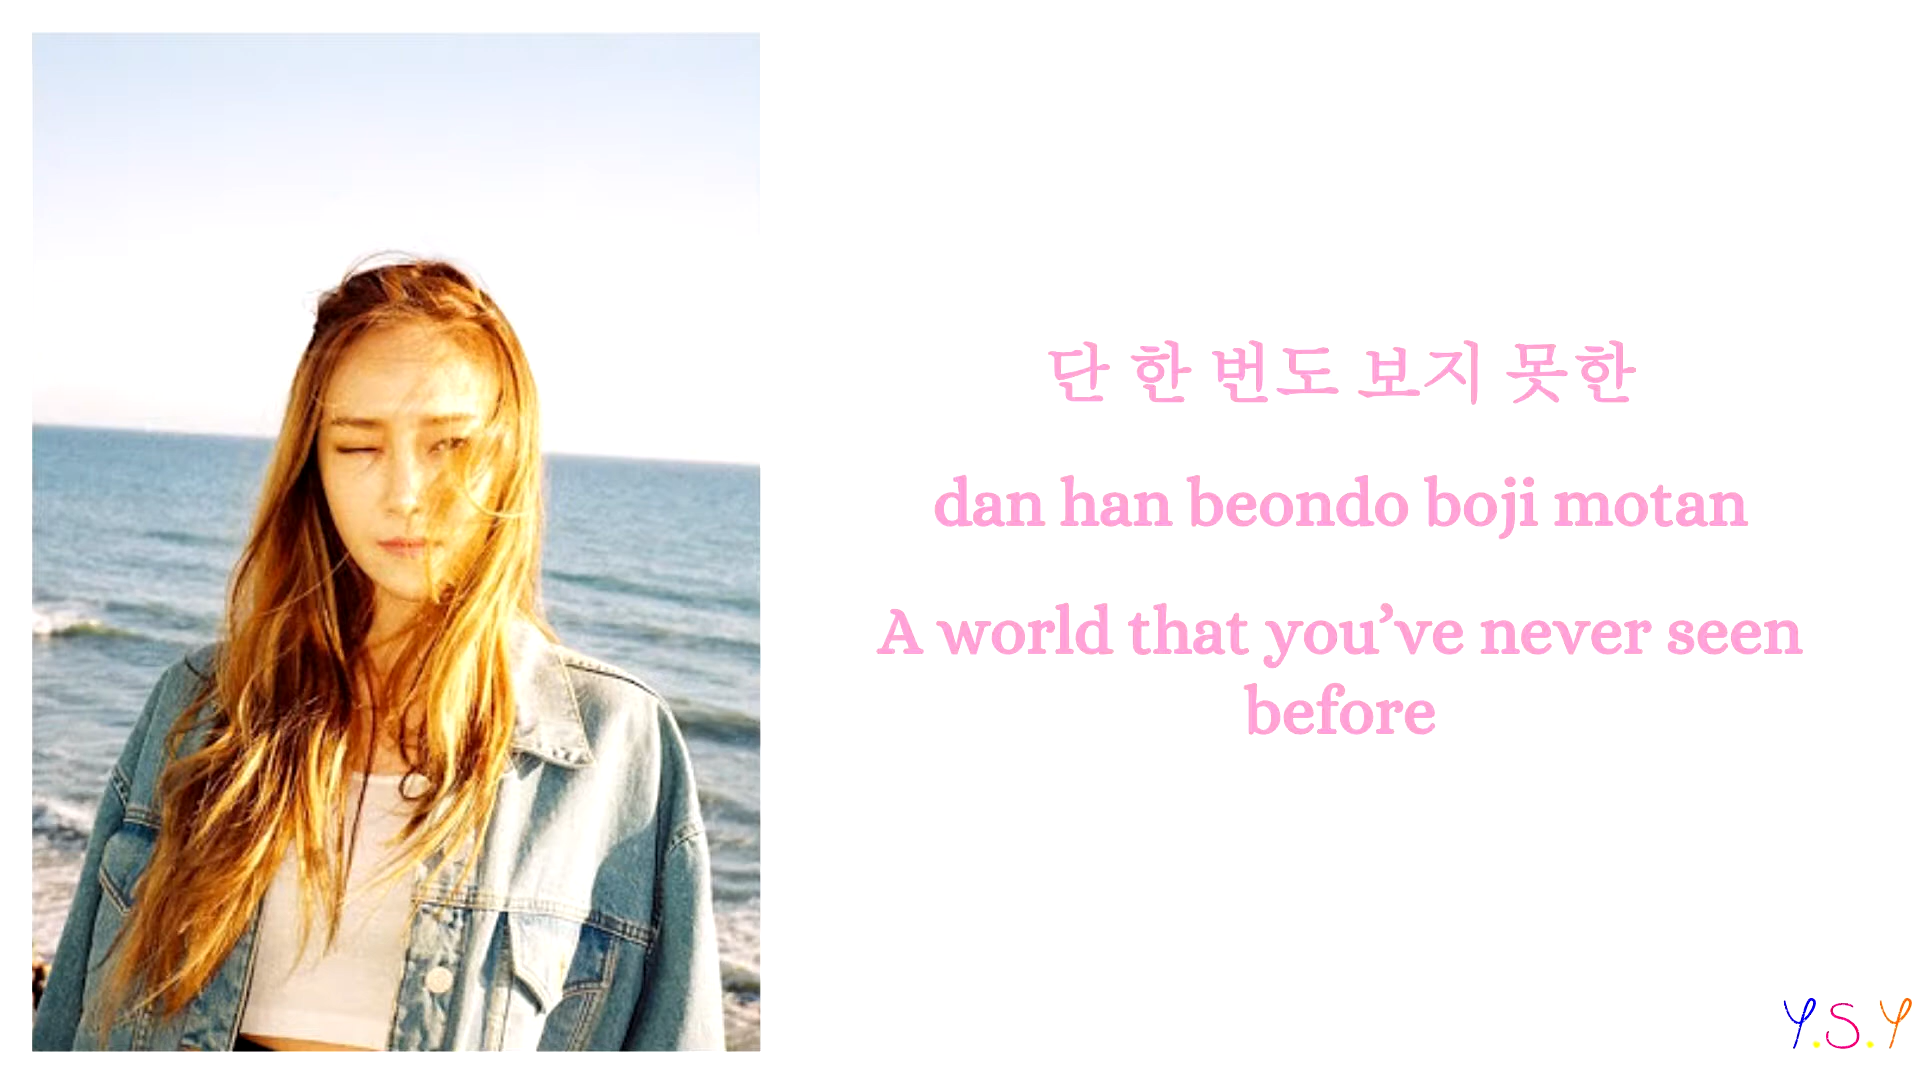 단 한 번도 보지 못한
dan han beondo boji motan
A world that you’ve never seen
before
Y.S.Y